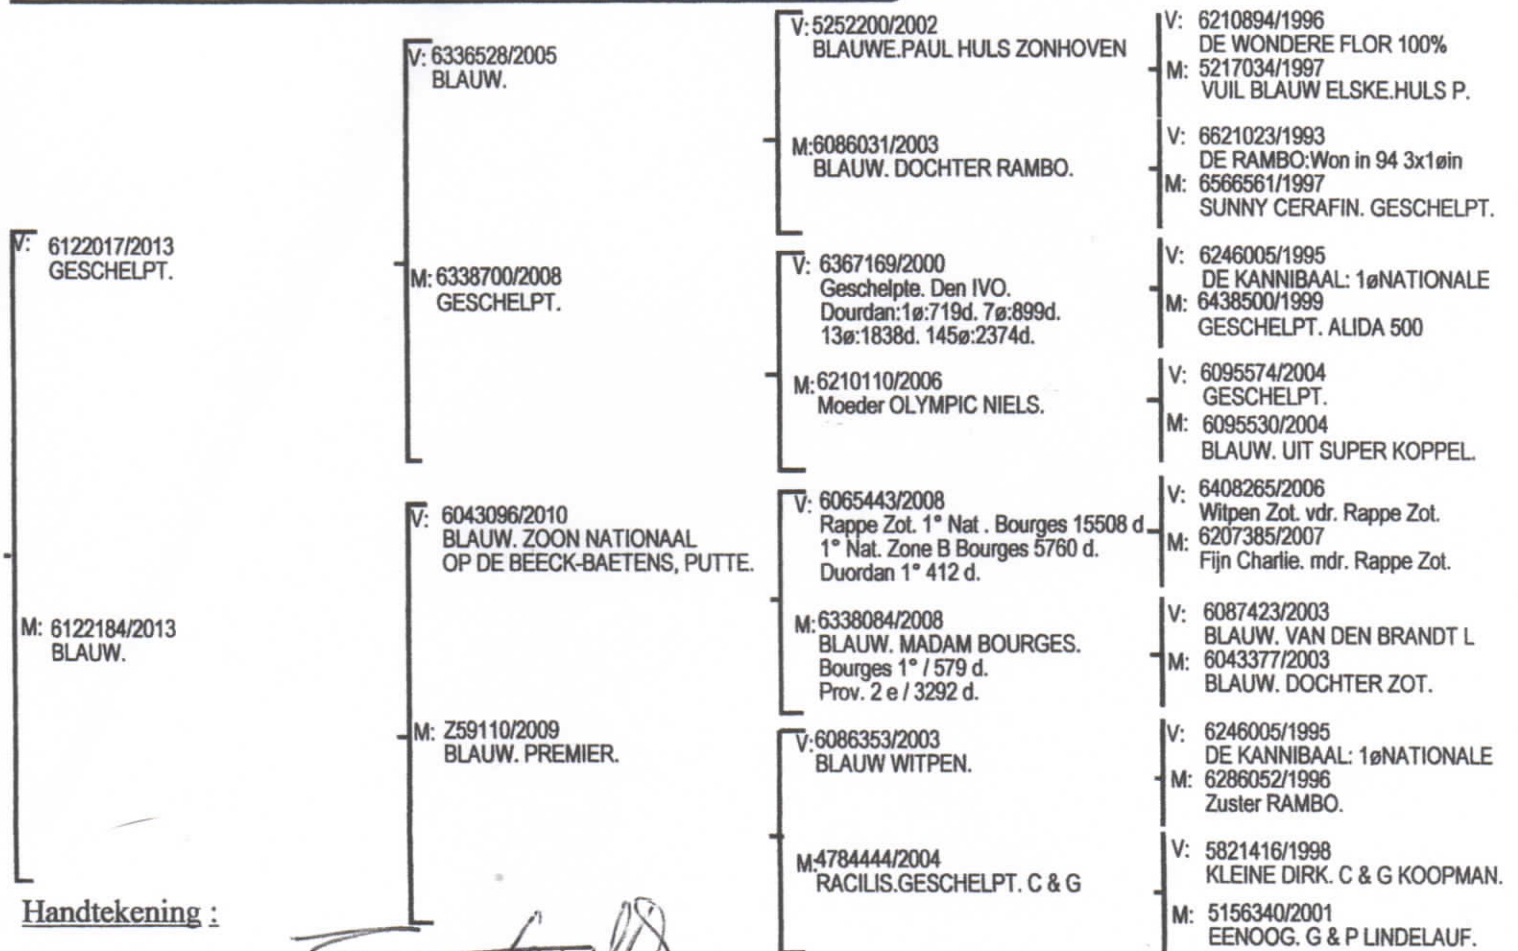 V: 6122017/2013
GESCHELPT.
M: 6122184/2013
BLAUW.
V: 6336528/2005
BLAUW.
M: 6338700/2008
GESCHELPT.
V: 6043096/2010
BLAUW. ZOON NATIONAAL
OP DE BEECK-BAETENS, PUTTE.
M: Z59110/2009
BLAUW. PREMIER.
V: 5252200/2002
BLAUWE.PAUL HULS ZONHOVEN
M:6086031/2003
BLAUW. DOCHTER RAMBO.
V: 6367169/2000
Geschelpte. Den IVO.
Dourdan:1ø:719d. 7ø:899d.
13ø:1838d. 145ø:2374d.
M:6210110/2006
Moeder OLYMPIC NIELS.
V: 6065443/2008
Rappe Zot. 1° Nat . Bourges 15508 d
1° Nat. Zone B Bourges 5760 d.
Duordan 1° 412 d.
M:6338084/2008
BLAUW. MADAM BOURGES.
Bourges 1° / 579 d.
Prov. 2 e / 3292 d.
V:6086353/2003
BLAUW WITPEN.
M:4784444/2004
RACILIS.GESCHELPT. C & G
V: 6210894/1996
DE WONDERE FLOR 100%
M: 5217034/1997
VUIL BLAUW ELSKE.HULS P.
V: 6621023/1993
DE RAMBO:Won in 94 3x1øin
M: 6566561/1997
SUNNY CERAFIN. GESCHELPT.
V: 6246005/1995
DE KANNIBAAL: 1øNATIONALE
M: 6438500/1999
GESCHELPT. ALIDA 500
V: 6095574/2004
GESCHELPT.
M: 6095530/2004
BLAUW. UIT SUPER KOPPEL.
V: 6408265/2006
Witpen Zot. vdr. Rappe Zot.
M: 6207385/2007
Fijn Charlie. mdr. Rappe Zot.
V: 6087423/2003
BLAUW. VAN DEN BRANDT L
M: 6043377/2003
BLAUW. DOCHTER ZOT.
V: 6246005/1995
DE KANNIBAAL: 1øNATIONALE
M: 6286052/1996
Zuster RAMBO.
V: 5821416/1998
KLEINE DIRK. C & G KOOPMAN.
M: 5156340/2001
EENOOG. G & P LINDELAUF.
Handtekening :